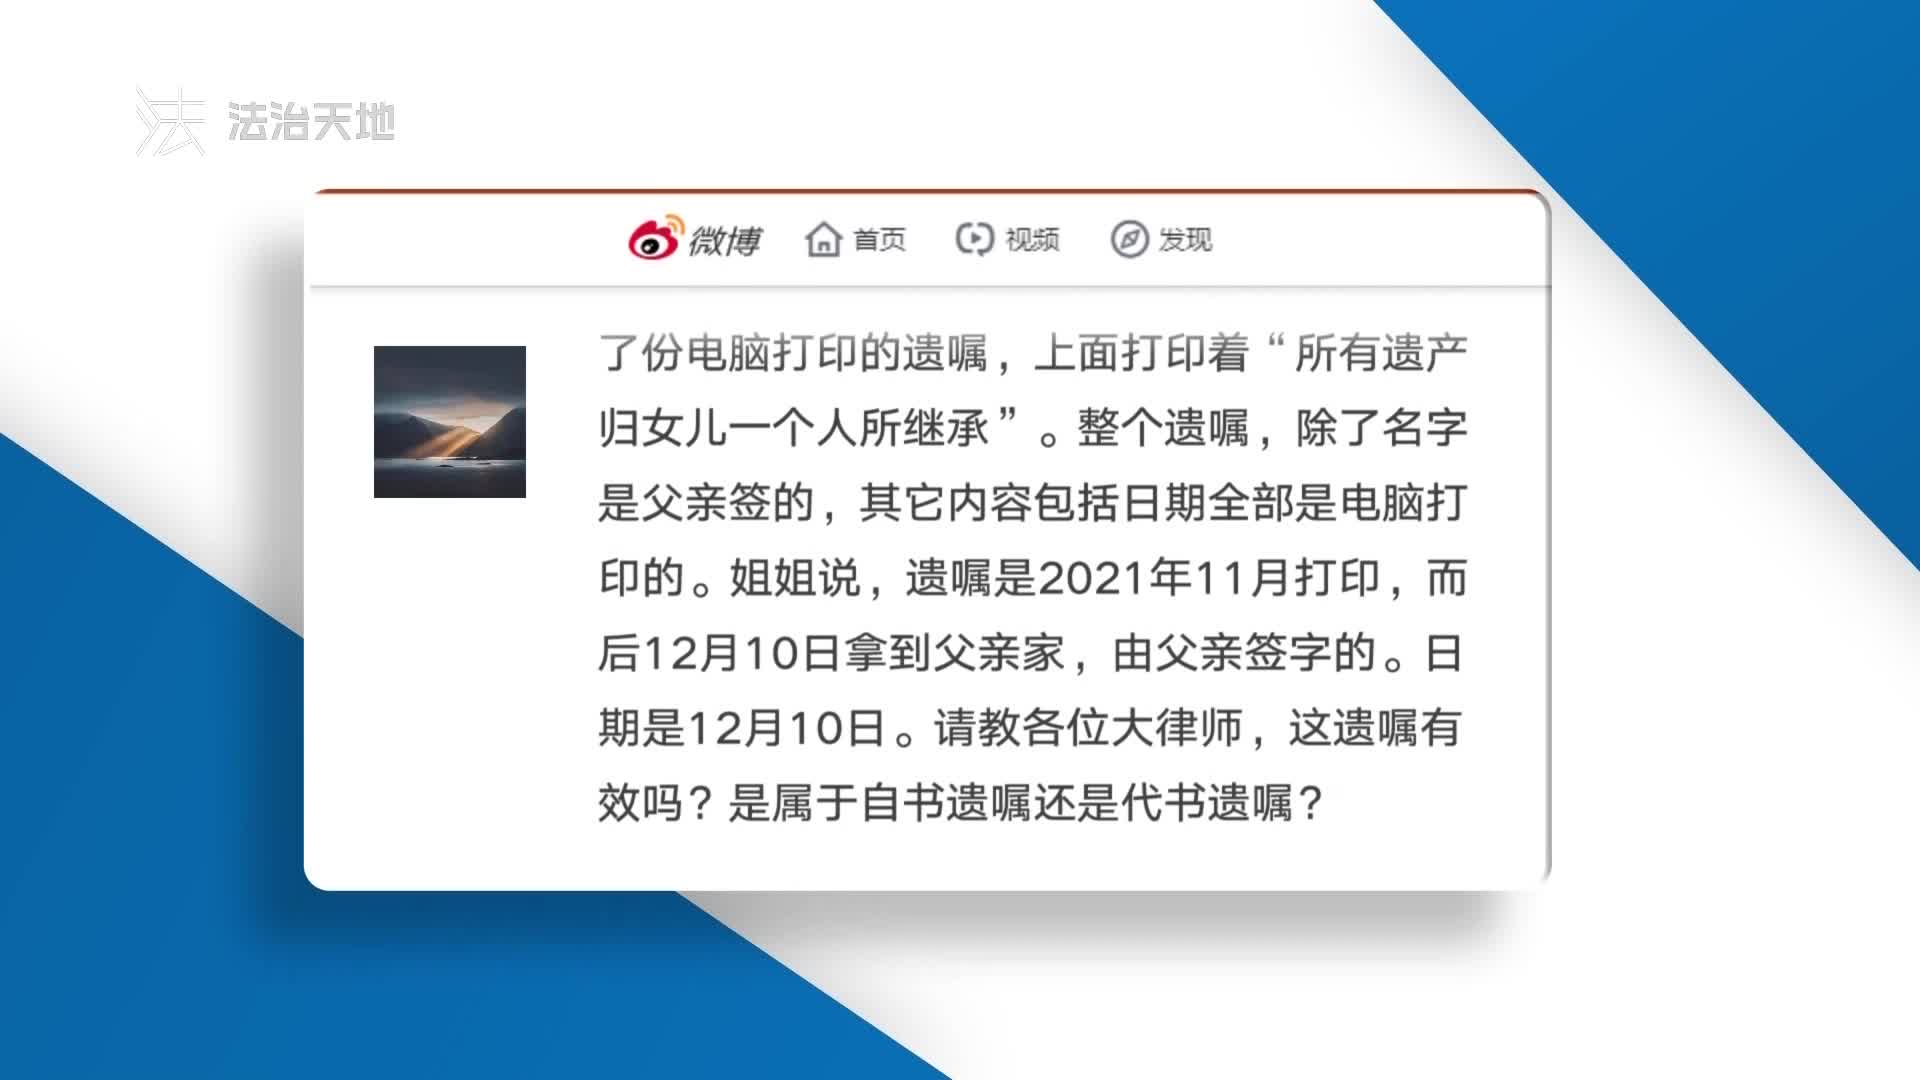 法治天地
微博 首页 视频 发现
了份电脑打印的遗嘱，上面打印着“所有遗产
归女儿一个人所继承”。整个遗嘱，除了名字
是父亲签的，其它内容包括日期全部是电脑打
印的。姐姐说，遗嘱是2021年11月打印，而
后12月10日拿到父亲家，由父亲签字的。日
期是12月10日。请教各位大律师，这遗嘱有
效吗？是属于自书遗嘱还是代书遗嘱？